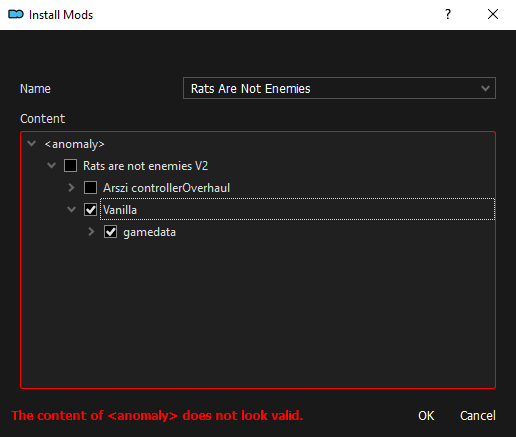 Install Mods
?
Name
Rats Are Not Enemies
Content
<anomaly>
Rats are not enemies V2
Arszi controllerOverhaul
Vanilla
gamedata
The content of <anomaly> does not look valid.
OK
Cancel